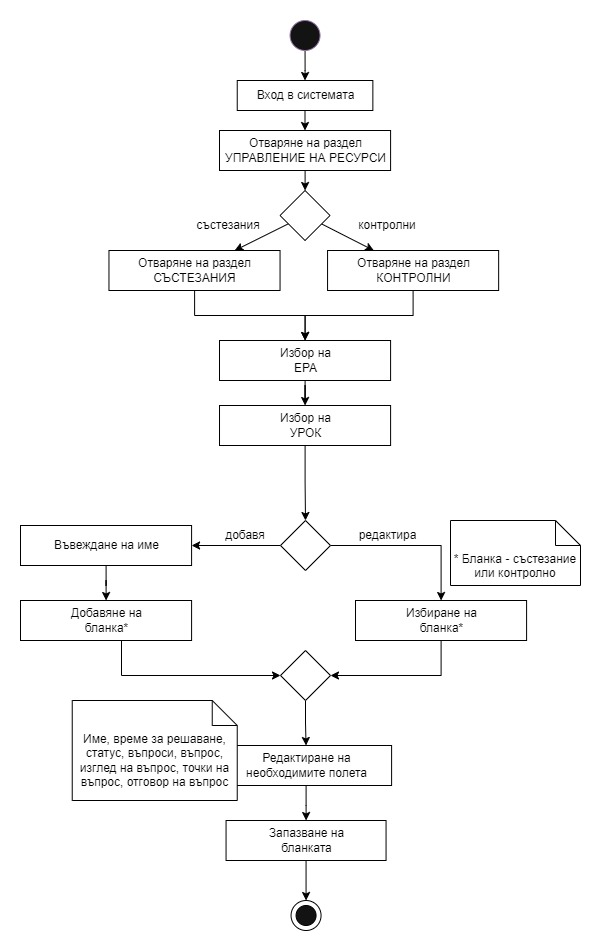 Вход в системата
Отваряне на раздел
УПРАВЛЕНИЕ НА РЕСУРСИ
състезания
контролни
Отваряне на раздел
СЪСТЕЗАНИЯ
Отваряне на раздел
КОНТРОЛНИ
Избор на
ЕРА
Избор на
УРОК
добавя
редактира
Въвеждане на име
* Бланка - състезание
или контролно
Добавяне на
бланка*
Избиране на
бланка*
Име, време за решаване,
статус, въпроси, въпрос,
изглед на въпрос, точки на
въпрос, отговор на въпрос
Редактиране на
необходимите полета
Запазване на
бланката